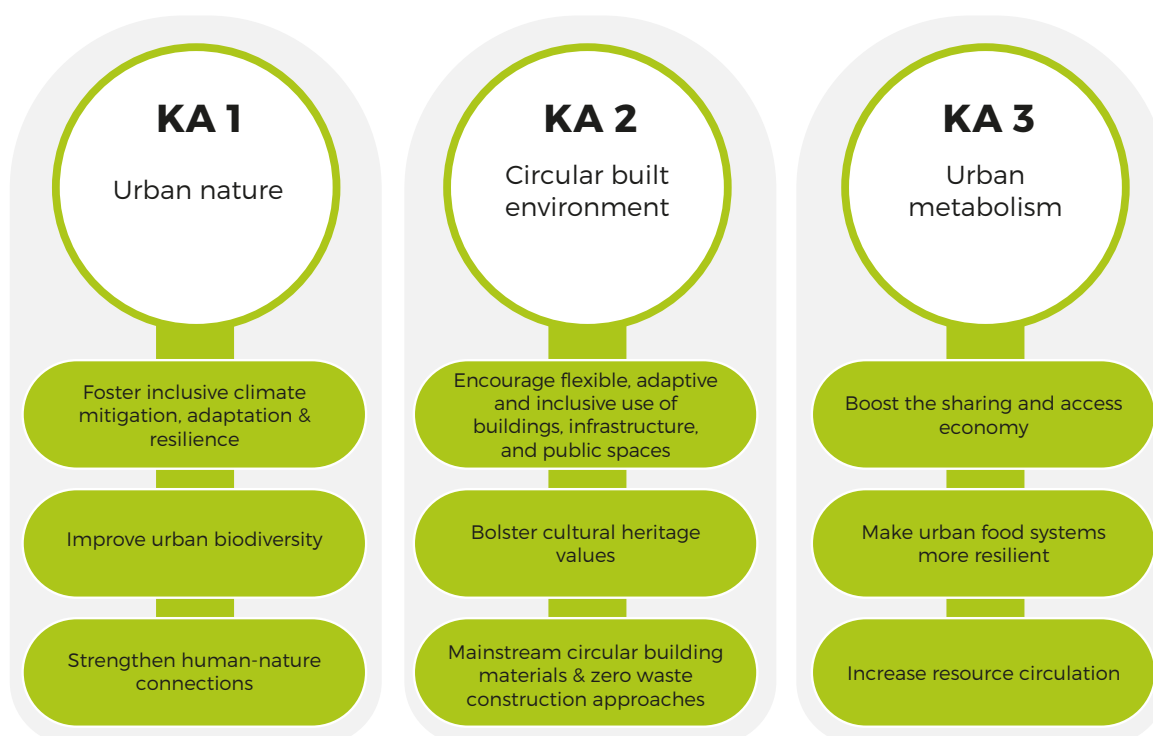 KA 1
Urban nature
Foster inclusive climate
mitigation, adaptation &
resilience
Improve urban biodiversity
Strengthen human-nature
connections
KA 2
Circular built
environment
Encourage flexible, adaptive
and inclusive use of
buildings, infrastructure,
and public spaces
Bolster cultural heritage
values
Mainstream circular building
materials & zero waste
construction approaches
KA 3
Urban
metabolism
Boost the sharing and access
economy
Make urban food systems
more resilient
Increase resource circulation